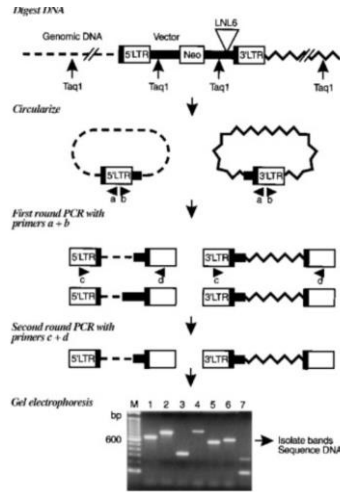 Digest DNA
LNL6
Genomic DNA
Vector
5'LTR
Neo
3'LTR
Taq1 Taq1 Taq1 Taq1
Circularize
5'LTR 3'LTR
a b a b
First round PCR with
primers a + b
5'LTR 3'LTR
c d c d
5'LTR 3'LTR
Second round PCR with
primers c + d
5'LTR 3'LTR
Gel electrophoresis
M 1 2 3 4 5 6 7
bp
600
Isolate bands
Sequence DNA